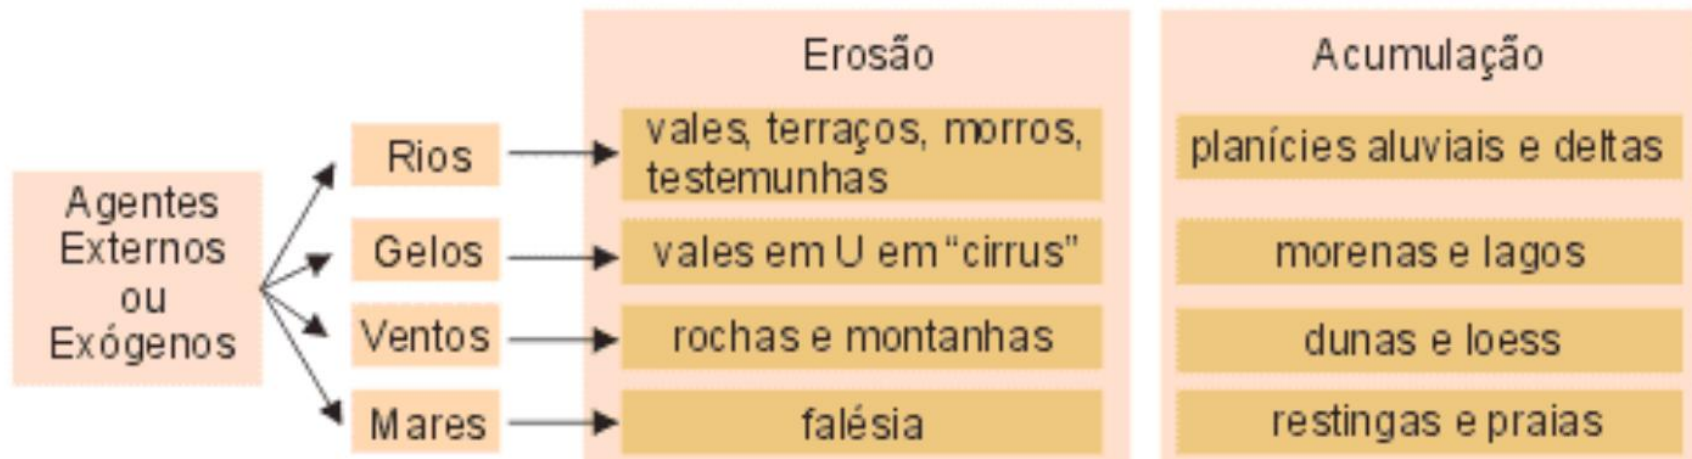 Erosão
Acumulação
Agentes
Externos
ou
Exógenos
Rios
vales, terraços, morros,
testemunhas
planícies aluviais e deltas
Gelos
vales em U em “cirrus”
morenas e lagos
Ventos
rochas e montanhas
dunas e loess
Mares
falésia
restingas e praias